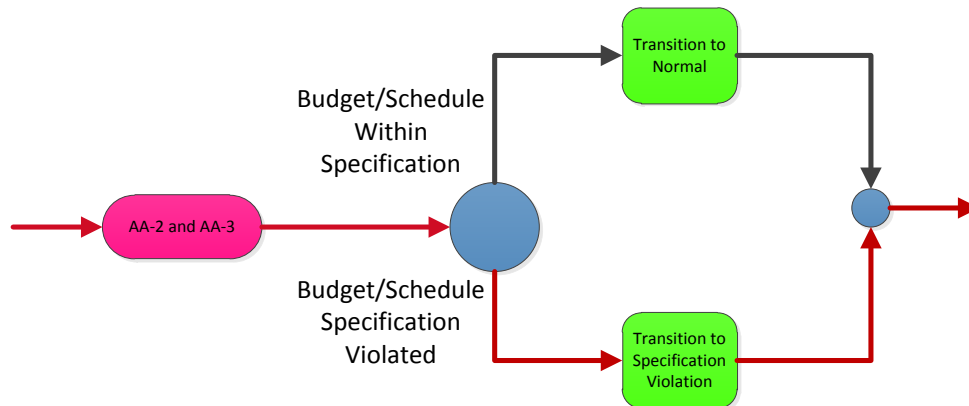 Transition to
Normal
Budget/Schedule
Within
Specification
AA-2 and AA-3
Budget/Schedule
Specification
Violated
Transition to
Specification
Violation